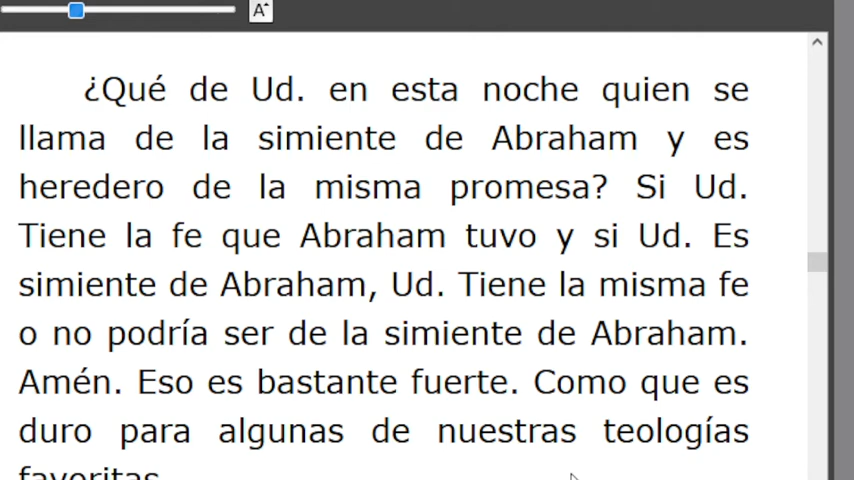 A
¿Qué de Ud. en esta noche quien se
llama de la simiente de Abraham y es
heredero de la misma promesa? Si Ud.
Tiene la fe que Abraham tuvo y si Ud. Es
simiente de Abraham, Ud. Tiene la misma fe
o no podría ser de la simiente de Abraham.
Amén. Eso es bastante fuerte. Como que es
duro para algunas de nuestras teologías
favoritas